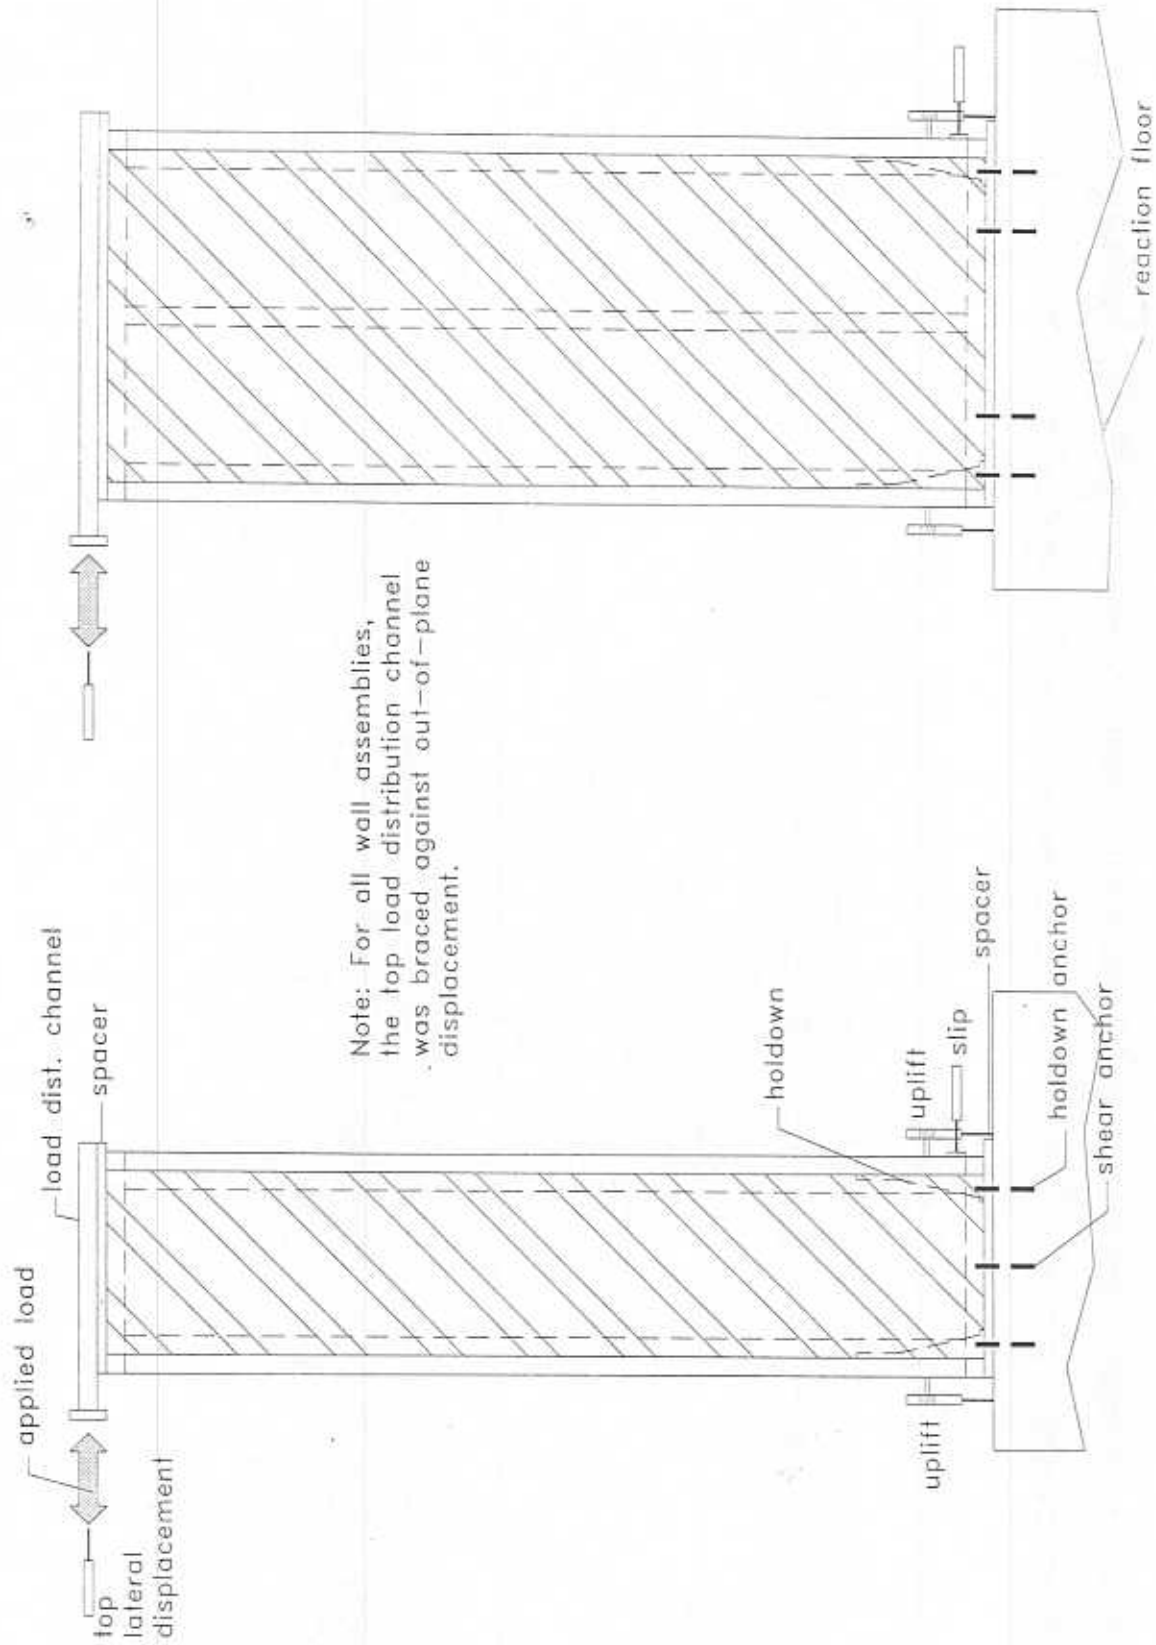 applied load
load dist. channel
spacer
top
lateral
displacement
Note: For all wall assemblies,
the top load distribution channel
was braced against out-of-plane
displacement.
holdown
uplift
uplift
slip
spacer
holdown anchor
shear anchor
reaction floor